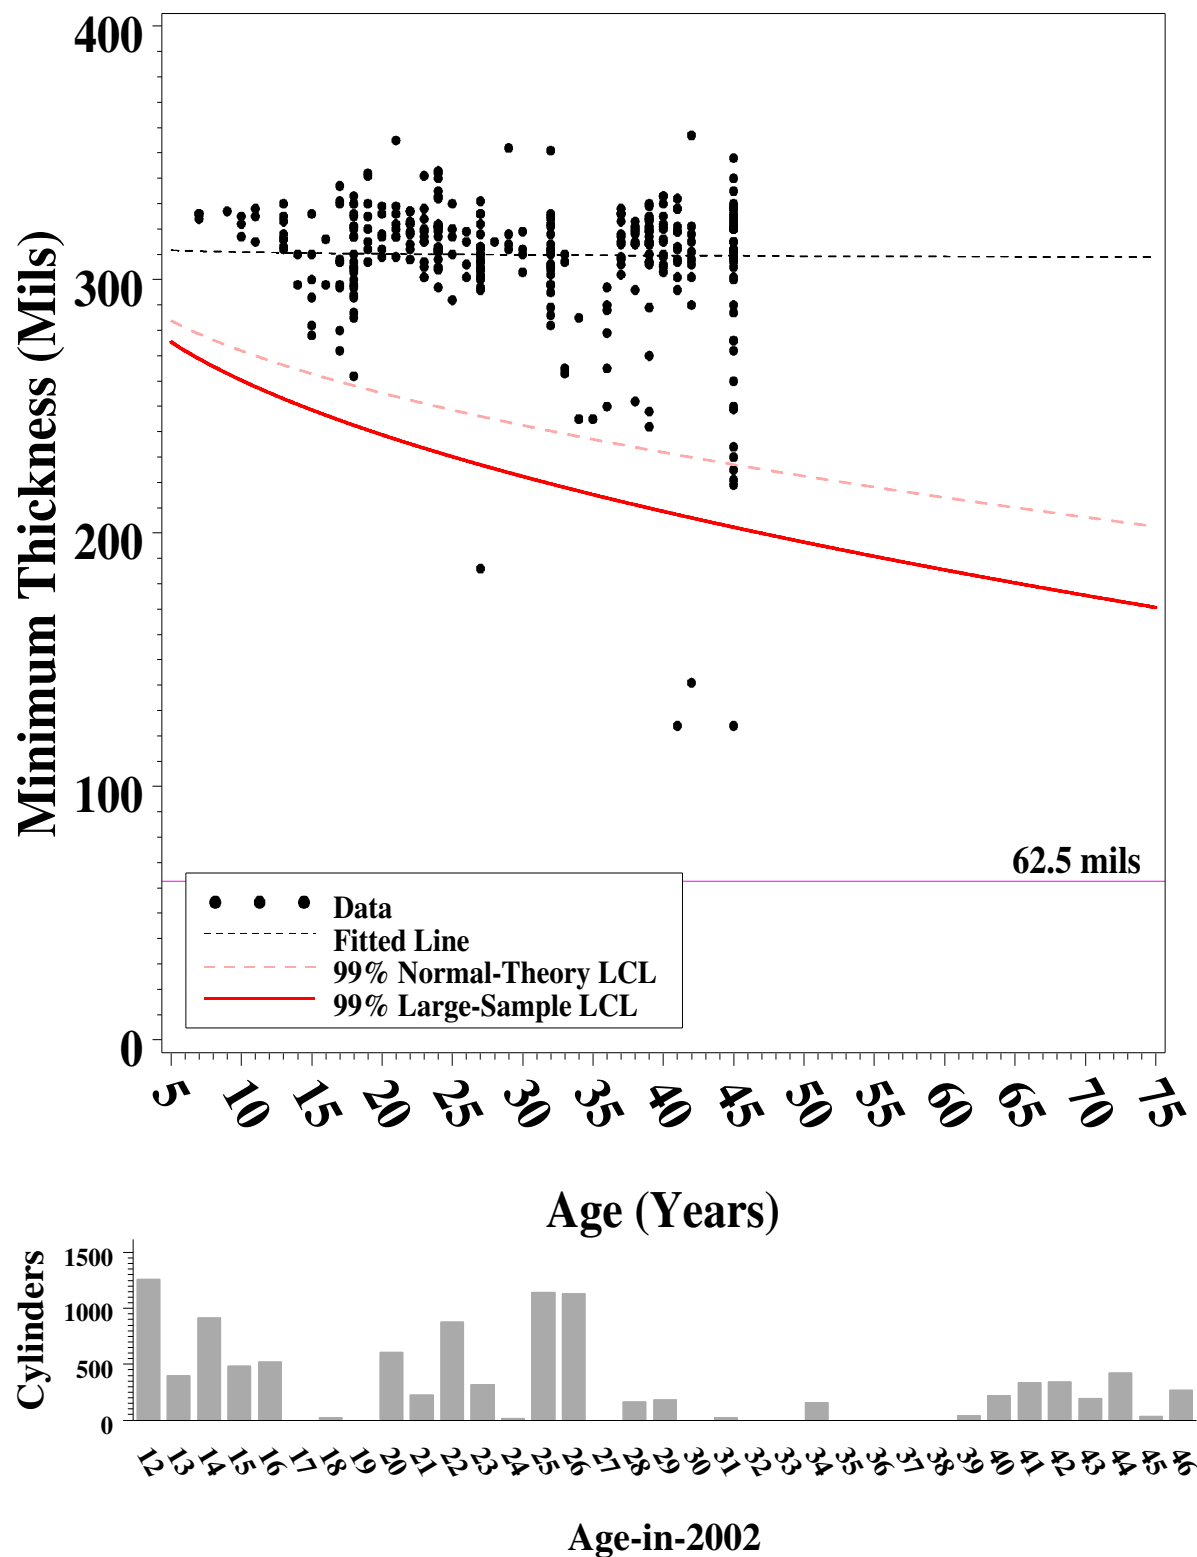 400
300
200
100
0
Minimum Thickness (Mils)
62.5 mils
Data
Fitted Line
99% Normal-Theory LCL
99% Large-Sample LCL
5 10 15 20 25 30 35 40 45 50 55 60 65 70 75
Age (Years)
1500
1000
500
0
Cylinders
12 13 14 15 16 17 18 19 20 21 22 23 24 25 26 27 28 29 30 31 32 33 34 35 36 37 38 39 40 41 42 43 44 45 46
Age-in-2002